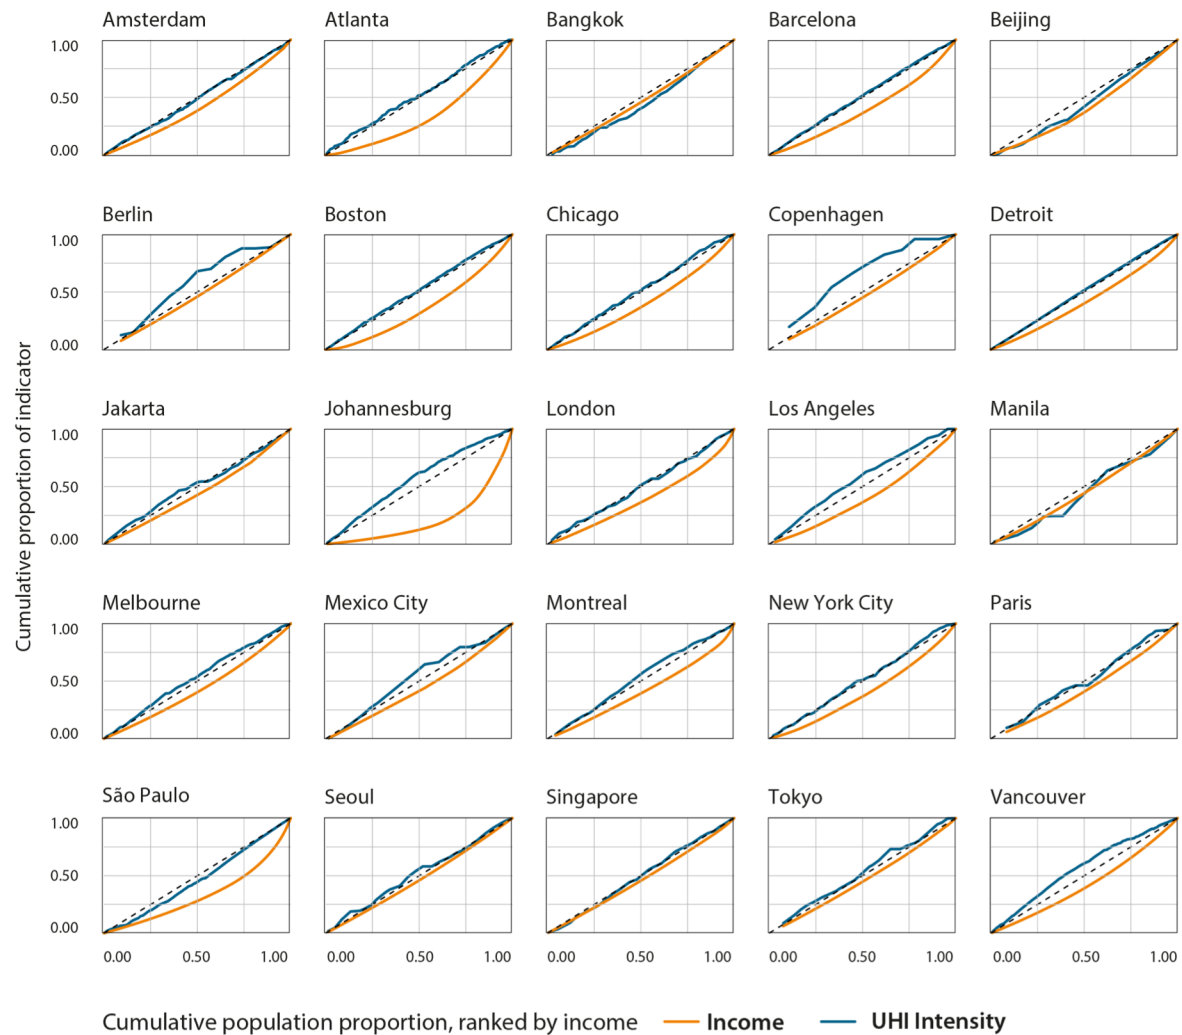 Amsterdam
Atlanta
Bangkok
Barcelona
Beijing
1.00
0.50
0.00
Berlin
Boston
Chicago
Copenhagen
Detroit
1.00
0.50
0.00
Cumulative proportion of indicator
Jakarta
Johannesburg
London
Los Angeles
Manila
1.00
0.50
0.00
Melbourne
Mexico City
Montreal
New York City
Paris
1.00
0.50
0.00
São Paulo
Seoul
Singapore
Tokyo
Vancouver
1.00
0.50
0.00
0.00 0.50 1.00
0.00 0.50 1.00
0.00 0.50 1.00
0.00 0.50 1.00
0.00 0.50 1.00
Cumulative population proportion, ranked by income
Income
UHI Intensity